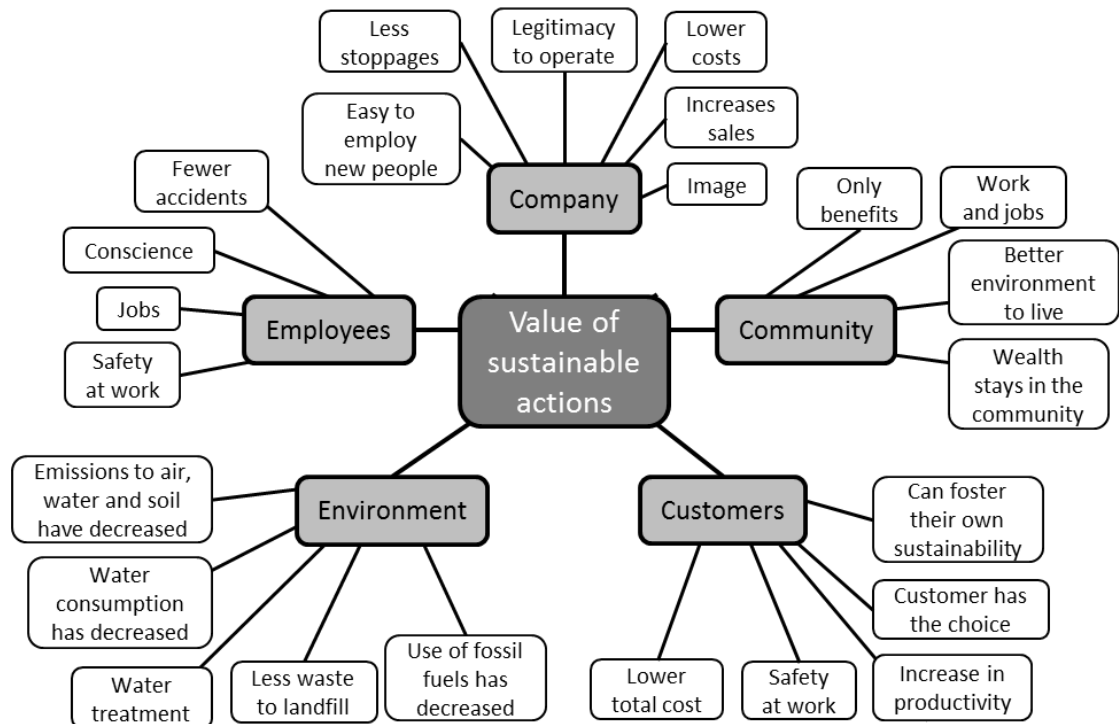 Less
stoppages
Legitimacy
to operate
Lower
costs
Easy to
employ
new people
Increases
sales
Image
Company
Fewer
accidents
Conscience
Jobs
Safety
at work
Employees
Value of
sustainable
actions
Only
benefits
Work
and jobs
Better
environment
to live
Wealth
stays in the
community
Community
Emissions to air,
water and soil
have decreased
Water
consumption
has decreased
Water
treatment
Less waste
to landfill
Use of fossil
fuels has
decreased
Environment
Customers
Can foster
their own
sustainability
Customer has
the choice
Increase in
productivity
Safety
at work
Lower
total cost